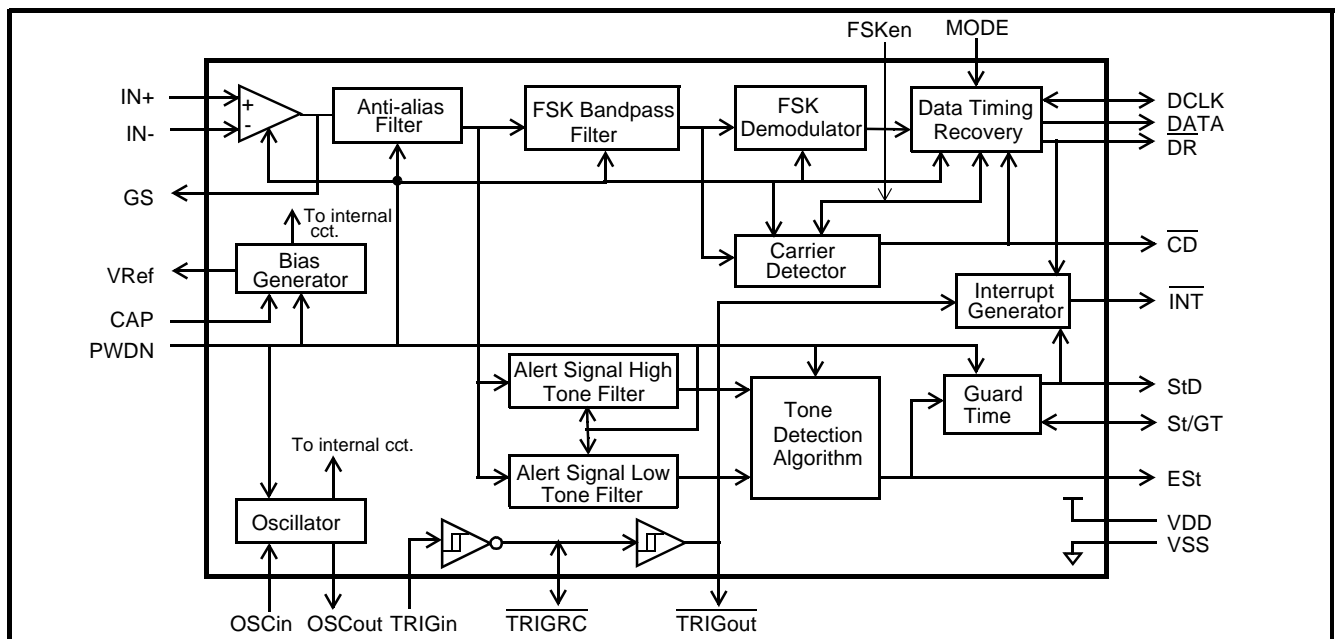 FSKen
MODE
IN+
IN-
GS
VRef
CAP
PWDN
+
-
Anti-alias
Filter
FSK Bandpass
Filter
FSK
Demodulator
Data Timing
Recovery
DCLK
DATA
DR
To internal
cct.
Bias
Generator
Carrier
Detector
CD
Interrupt
Generator
INT
Alert Signal High
Tone Filter
Alert Signal Low
Tone Filter
Tone
Detection
Algorithm
Guard
Time
StD
St/GT
ESt
VDD
VSS
To internal cct.
Oscillator
OSCin
OSCout
TRIGin
TRIGRC
TRIGout